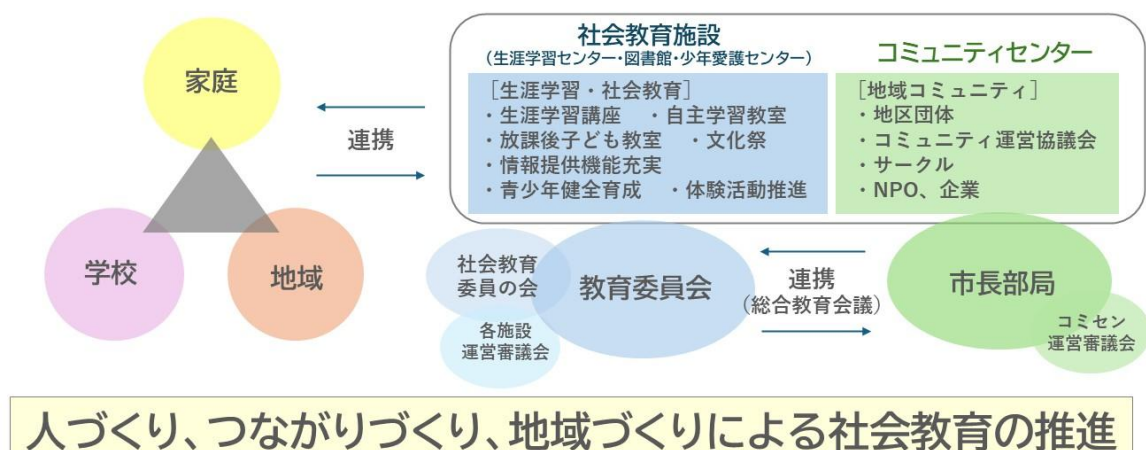 家庭
学校
地域
連携
社会教育施設
（生涯学習センター・図書館・少年愛護センター）
［生涯学習・社会教育］
・生涯学習講座　・自主学習教室
・放課後子ども教室　・文化祭
・情報提供機能充実
・青少年健全育成　・体験活動推進
コミュニティセンター
［地域コミュニティ］
・地区団体
・コミュニティ運営協議会
・サークル
・NPO、企業
社会教育
委員の会
教育委員会
各施設
運営審議会
連携
（総合教育会議）
市長部局
コミセン
運営審議会
人づくり、つながりづくり、地域づくりによる社会教育の推進